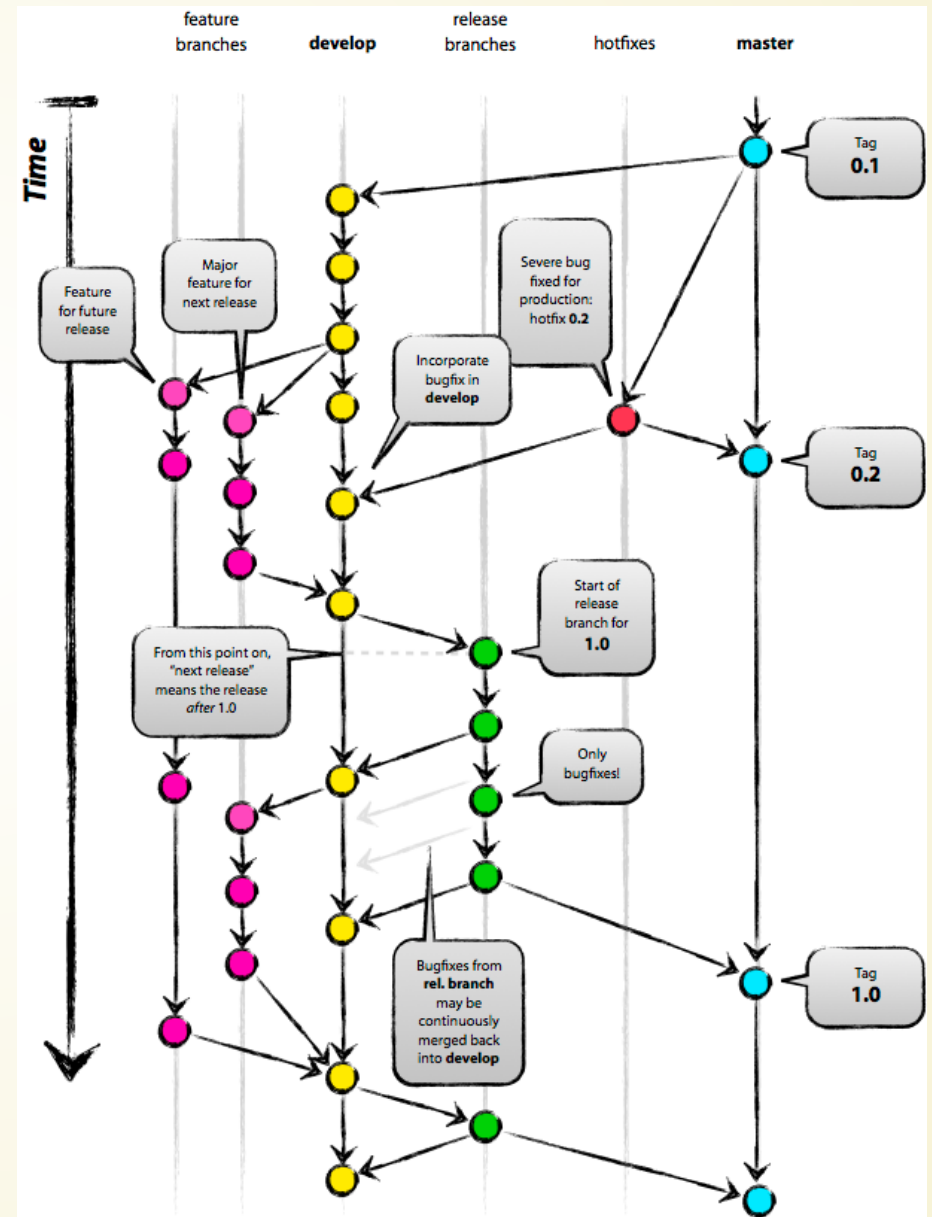 feature
branches
develop
release
branches
hotfixes
master
Time
Tag
0.1
Major
feature for
next release
Severe bug
fixed for
production:
hotfix 0.2
Feature
for future
release
Incorporate
bugfix in
develop
Tag
0.2
Start of
release
branch for
1.0
From this point on,
“next release”
means the release
after 1.0
Only
bugfixes!
Bugfixes from
rel. branch
may be
continuously
merged back
into develop
Tag
1.0